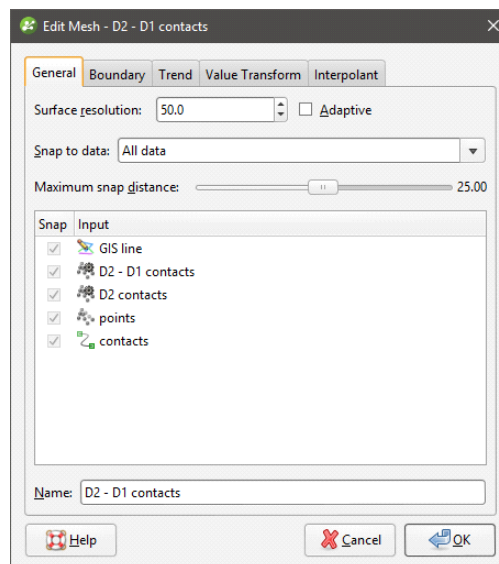 Edit Mesh - D2 - D1 contacts
General Boundary Trend Value Transform Interpolant
Surface resolution: 50.0 Adaptive
Snap to data: All data
Maximum snap distance: 25.00
Snap Input
GIS line
D2 - D1 contacts
D2 contacts
points
contacts
Name: D2 - D1 contacts
Help Cancel OK